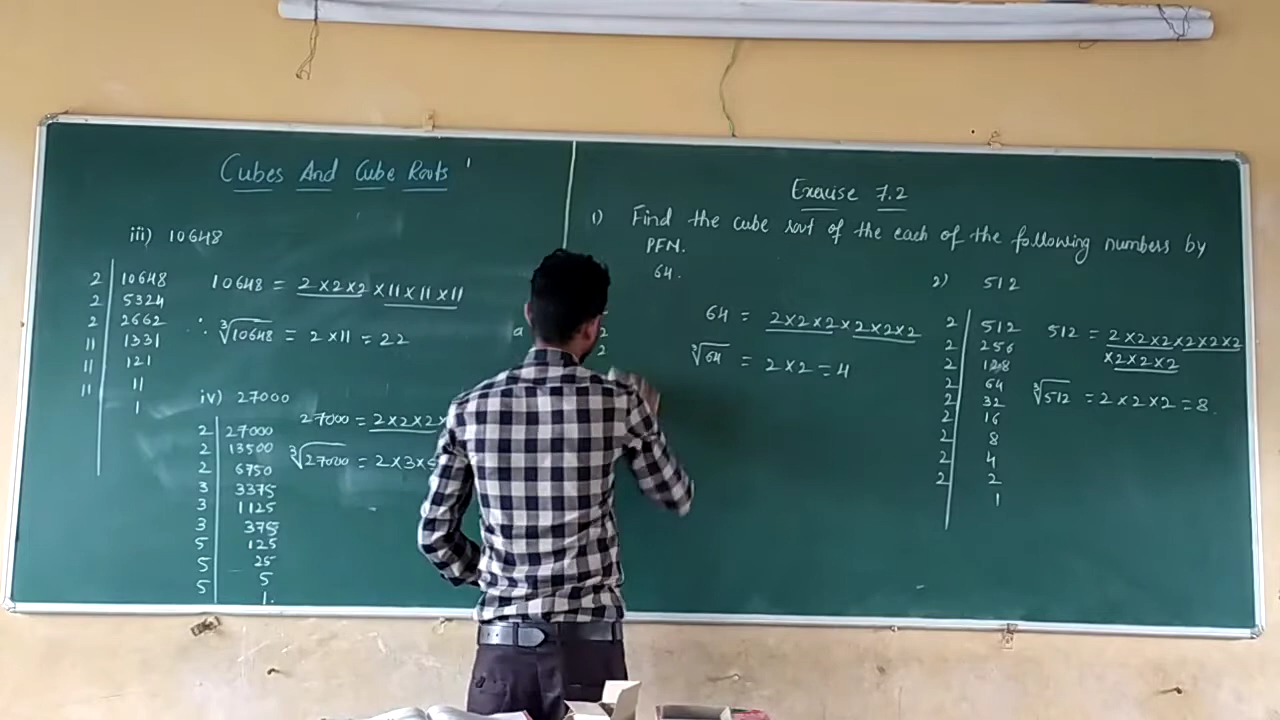 Cubes And Cube Roots
iii) 10648
2 | 10648
2 | 5324
2 | 2662
11 | 1331
11 | 121
11 | 11
1
10648 = 2×2×2×11×11×11
∴ ∛10648 = 2×11 = 22
iv) 27000
2 | 27000
2 | 13500
2 | 6750
3 | 3375
3 | 1125
3 | 375
5 | 125
5 | 25
5 | 5
1.
27000 = 2×2×2×
∛27000 = 2×3×
Exercise 7.2
1) Find the cube root of the each of the following numbers by
PFM.
64.
2
2
64 = 2×2×2×2×2×2
∛64 = 2×2=4
2) 512
2 | 512
2 | 256
2 | 128
2 | 64
2 | 32
2 | 16
2 | 8
2 | 4
2 | 2
1
512 = 2×2×2×2×2×2
×2×2×2
∛512 = 2×2×2=8.